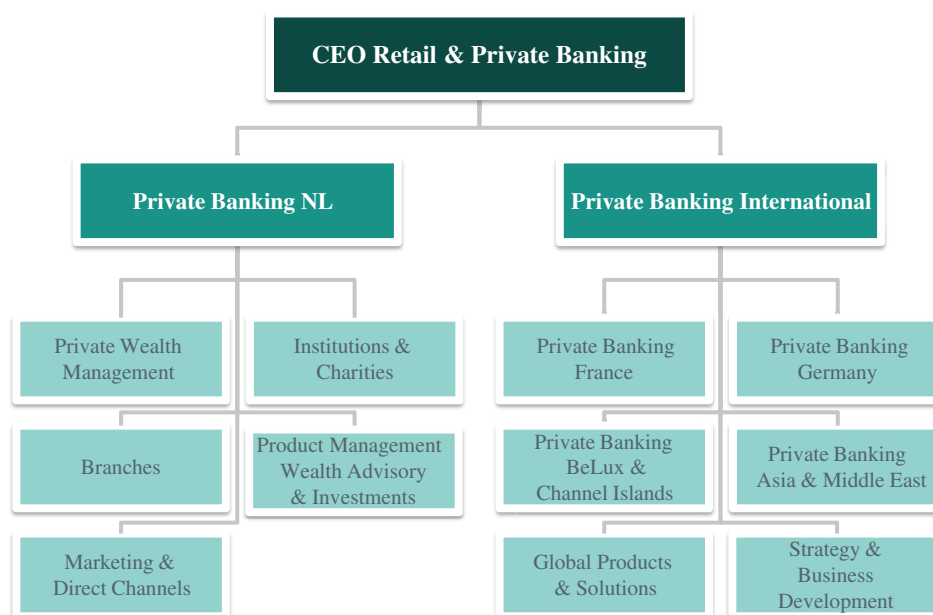 CEO Retail & Private Banking
Private Banking NL
Private Banking International
Private Wealth
Management
Institutions &
Charities
Private Banking
France
Private Banking
Germany
Branches
Product Management
Wealth Advisory
& Investments
Private Banking
BeLux &
Channel Islands
Private Banking
Asia & Middle East
Marketing &
Direct Channels
Global Products
& Solutions
Strategy &
Business
Development